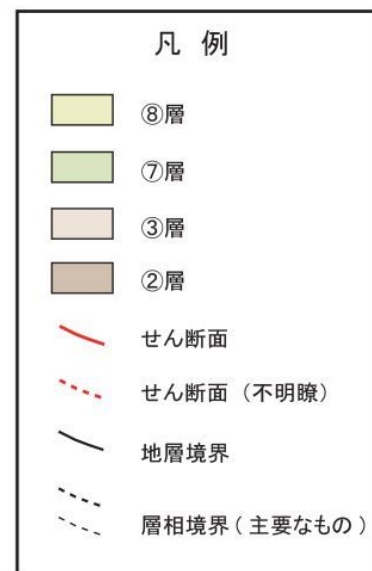 凡 例
⑧層
⑦層
③層
②層
せん断面
せん断面（不明瞭）
地層境界
層相境界(主要なもの)